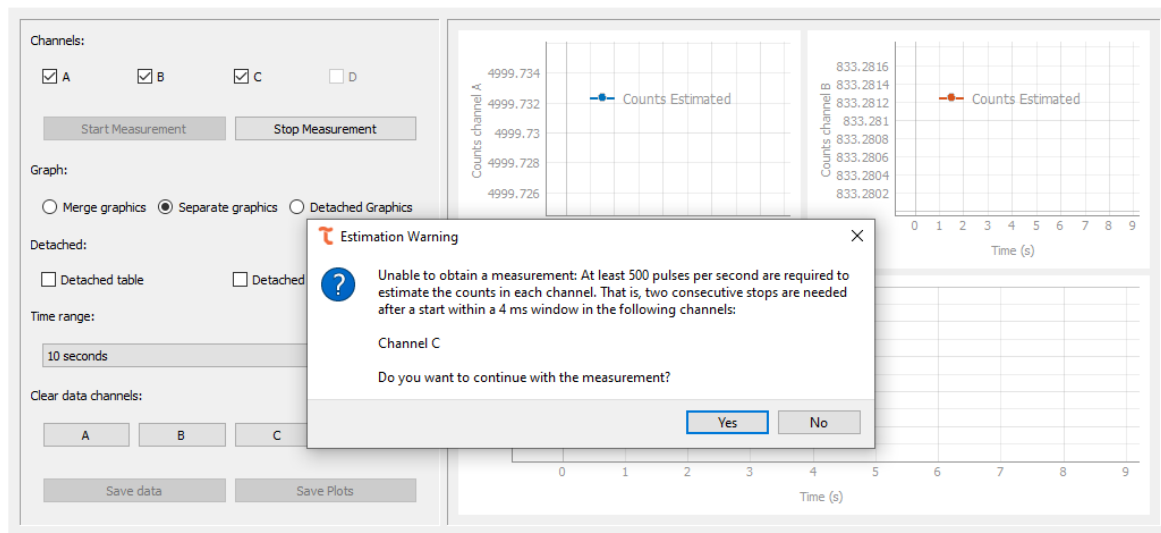 Channels:
A B C D
Start Measurement Stop Measurement
Graph:
Merge graphics Separate graphics Detached Graphics
Detached:
Detached table Detached
Time range:
10 seconds
Clear data channels:
A B C
Save data Save Plots
4999.734
4999.732
4999.73
4999.728
4999.726
Counts channel A
Counts Estimated
833.2816
833.2814
833.2812
833.281
833.2808
833.2806
833.2804
833.2802
Counts channel B
Counts Estimated
0 1 2 3 4 5 6 7 8 9
Time (s)
Estimation Warning
Unable to obtain a measurement: At least 500 pulses per second are required to
estimate the counts in each channel. That is, two consecutive stops are needed
after a start within a 4 ms window in the following channels:
Channel C
Do you want to continue with the measurement?
Yes No
0 1 2 3 4 5 6 7 8 9
Time (s)